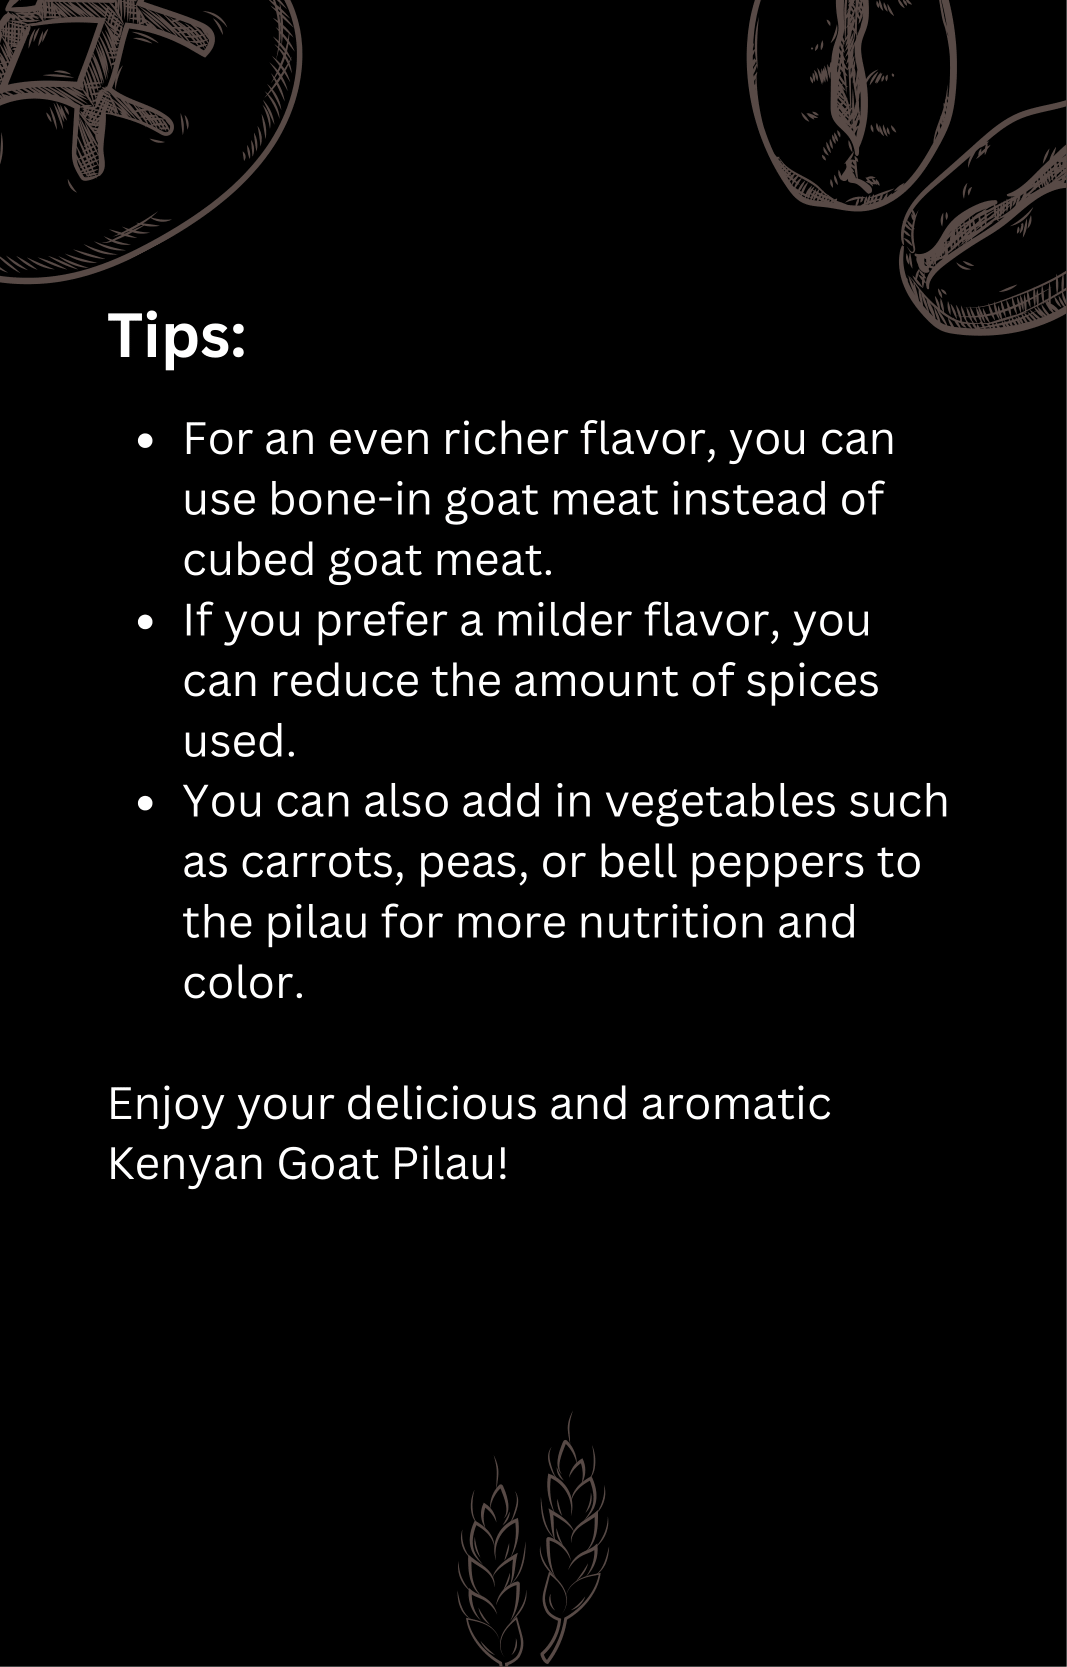 Tips:
• For an even richer flavor, you can
use bone-in goat meat instead of
cubed goat meat.
• If you prefer a milder flavor, you
can reduce the amount of spices
used.
• You can also add in vegetables such
as carrots, peas, or bell peppers to
the pilau for more nutrition and
color.
Enjoy your delicious and aromatic
Kenyan Goat Pilau!